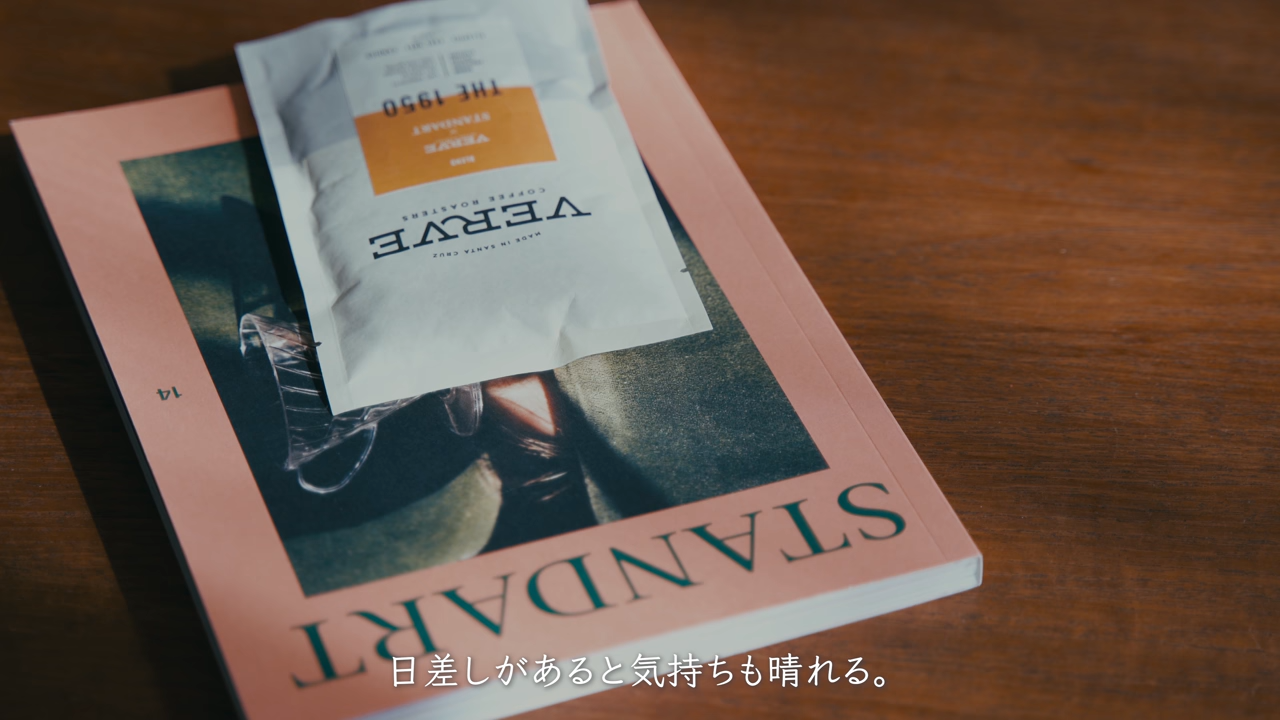 MADE IN SANTA CRUZ
VERVE
COFFEE ROASTERS
VERVE
×
STANDART
THE 1950
STANDART
14
日差しがあると気持ちも晴れる。